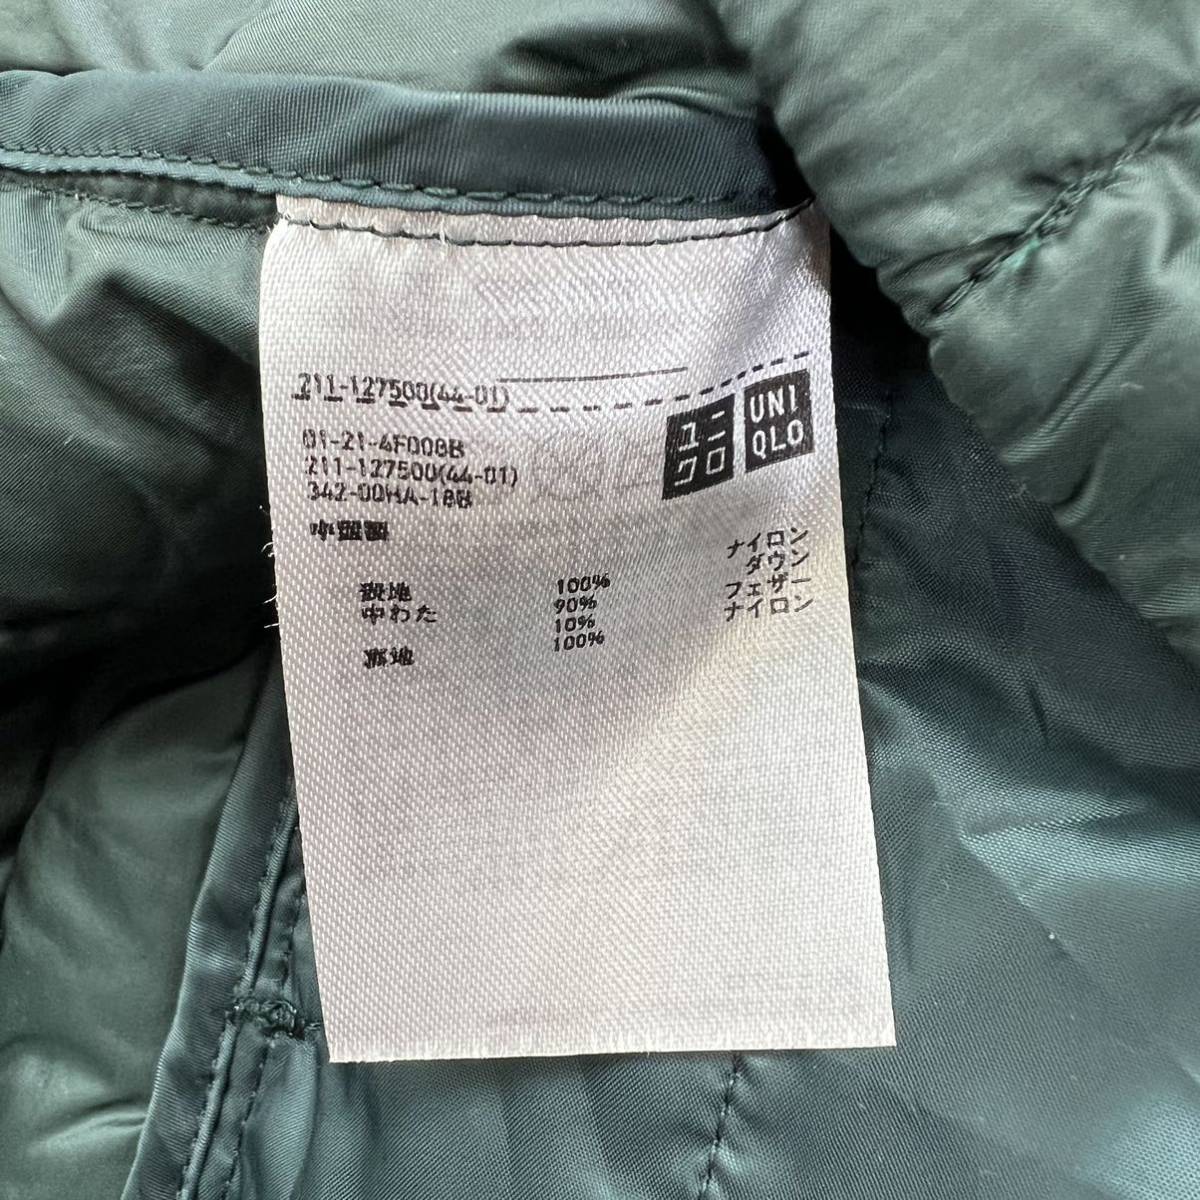 211-127500(44-01)
ユニ
クロ
UNI
QLO
01-21-4F008B
211-127500(44-01)
342-00HA-18B
中国製
表地 100% ナイロン
中わた 90% ダウン
10% フェザー
裏地 100% ナイロン